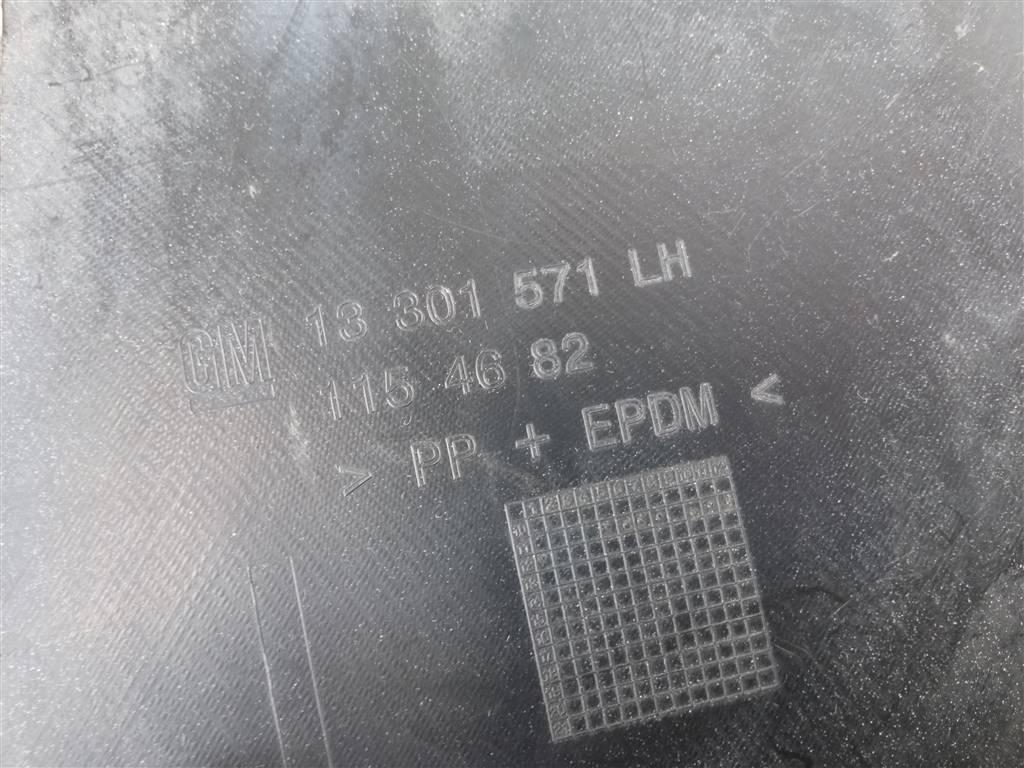 GM 13 301 571 LH
115 46 82
> PP + EPDM <